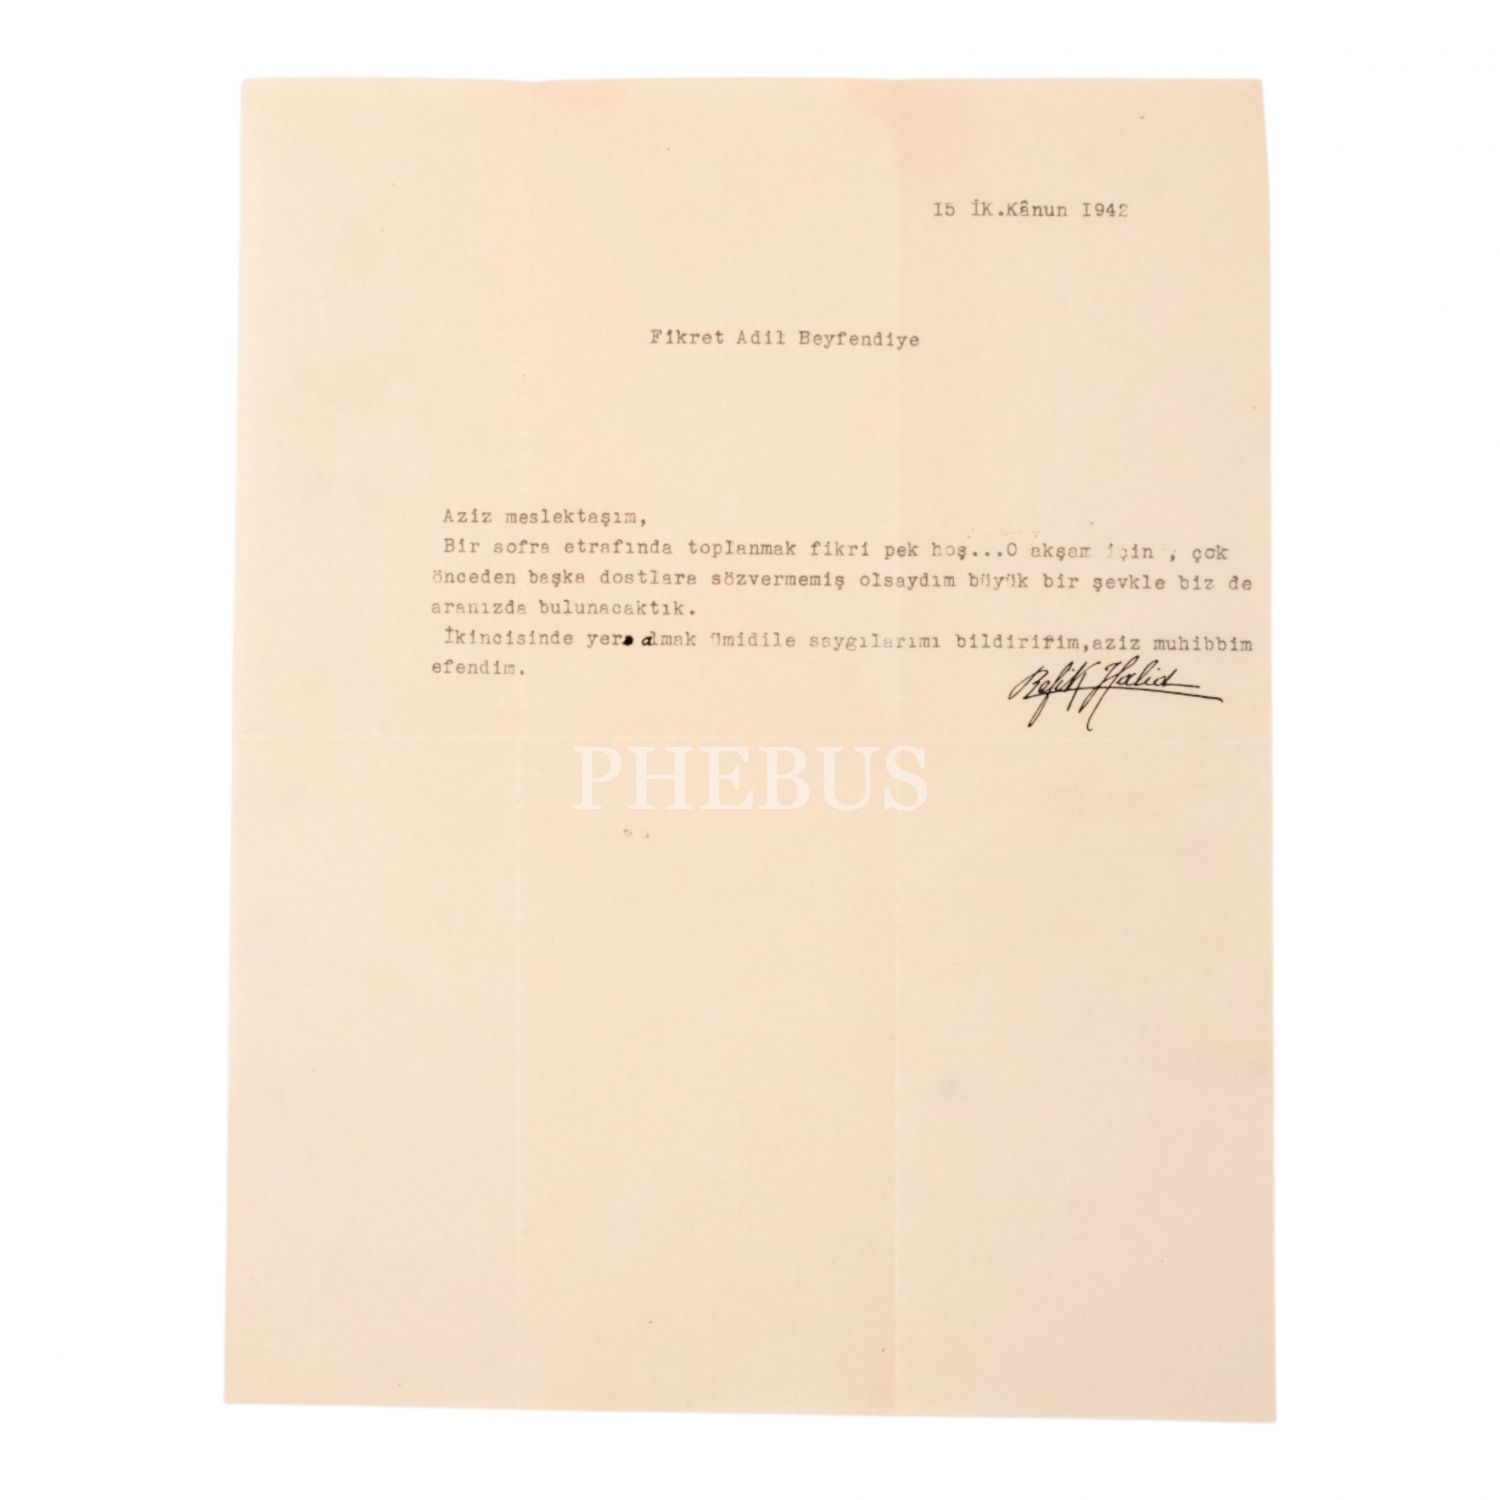 15 İK.Kânun 1942
Fikret Adil Beyfendiye
Aziz meslektaşım,
Bir sofra etrafında toplanmak fikri pek hoş...O akşam için , çok
önceden başka dostlara sözvermemiş olsaydım büyük bir şevkle biz de
aranızda bulunacaktık.
İkincisinde yer almak ümidile saygılarımı bildiririm,aziz muhibbim
efendim.
Refik Halid
PHEBUS